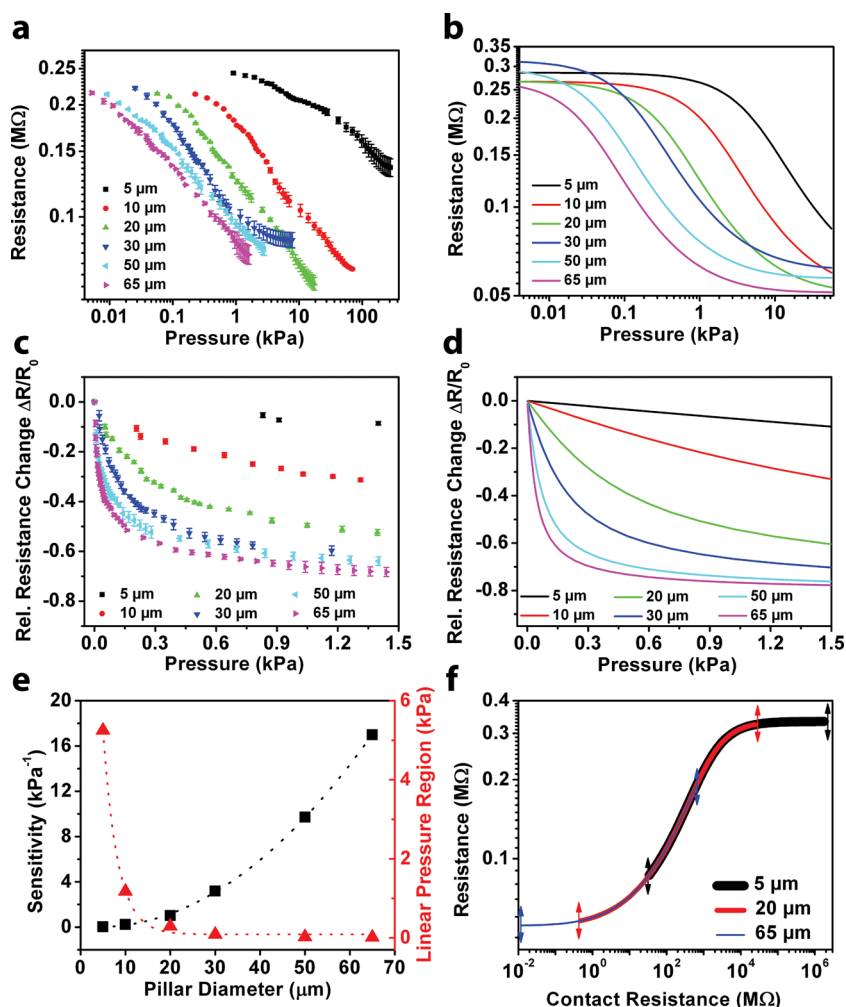 a
0.25
0.2
0.15
0.1
Resistance (MΩ)
5 µm
10 µm
20 µm
30 µm
50 µm
65 µm
0.01 0.1 1 10 100
Pressure (kPa)
b
0.35
0.3
0.25
0.2
0.15
0.1
0.05
Resistance (MΩ)
5 µm
10 µm
20 µm
30 µm
50 µm
65 µm
0.01 0.1 1 10
Pressure (kPa)
c
0.0
-0.2
-0.4
-0.6
-0.8
Rel. Resistance Change ΔR/R0
5 µm 20 µm 50 µm
10 µm 30 µm 65 µm
0.0 0.3 0.6 0.9 1.2 1.5
Pressure (kPa)
d
0.0
-0.2
-0.4
-0.6
-0.8
Rel. Resistance Change ΔR/R0
5 µm 20 µm 50 µm
10 µm 30 µm 65 µm
0.0 0.3 0.6 0.9 1.2 1.5
Pressure (kPa)
e
20
16
12
8
4
0
Sensitivity (kPa-1)
6
5
4
3
2
1
0
Linear Pressure Region (kPa)
0 10 20 30 40 50 60 70
Pillar Diameter (µm)
f
0.4
0.3
0.2
0.1
Resistance (MΩ)
5 µm
20 µm
65 µm
10-2 100 102 104 106
Contact Resistance (MΩ)